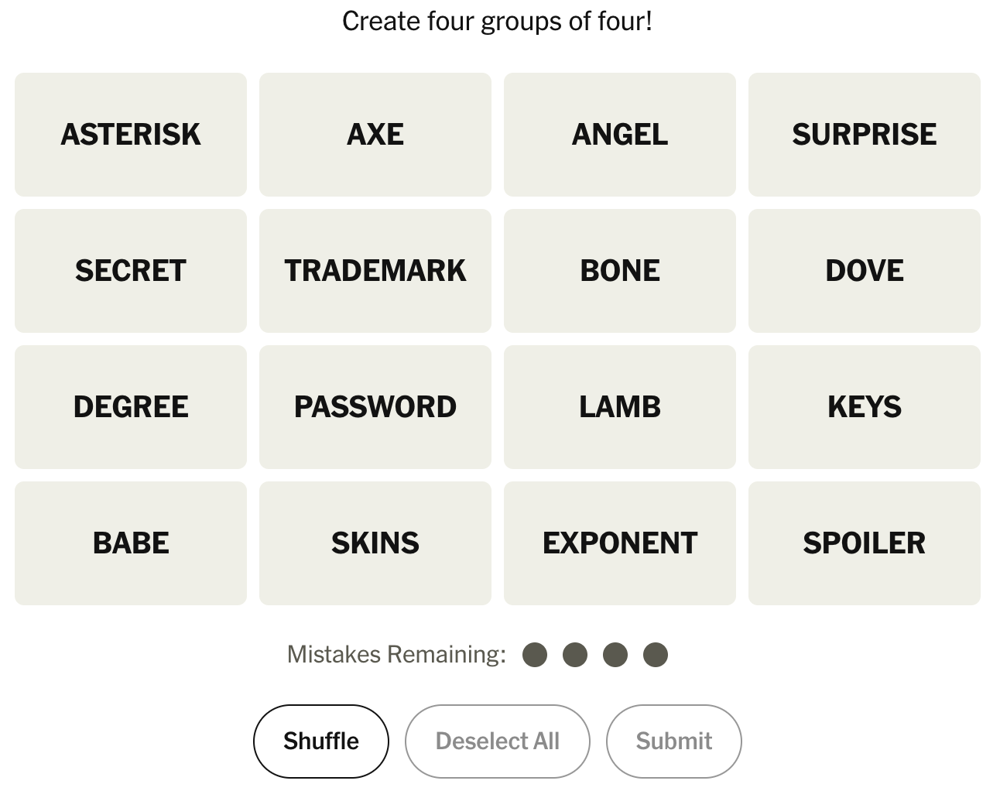 Create four groups of four!
ASTERISK AXE ANGEL SURPRISE
SECRET TRADEMARK BONE DOVE
DEGREE PASSWORD LAMB KEYS
BABE SKINS EXPONENT SPOILER
Mistakes Remaining:
Shuffle Deselect All Submit